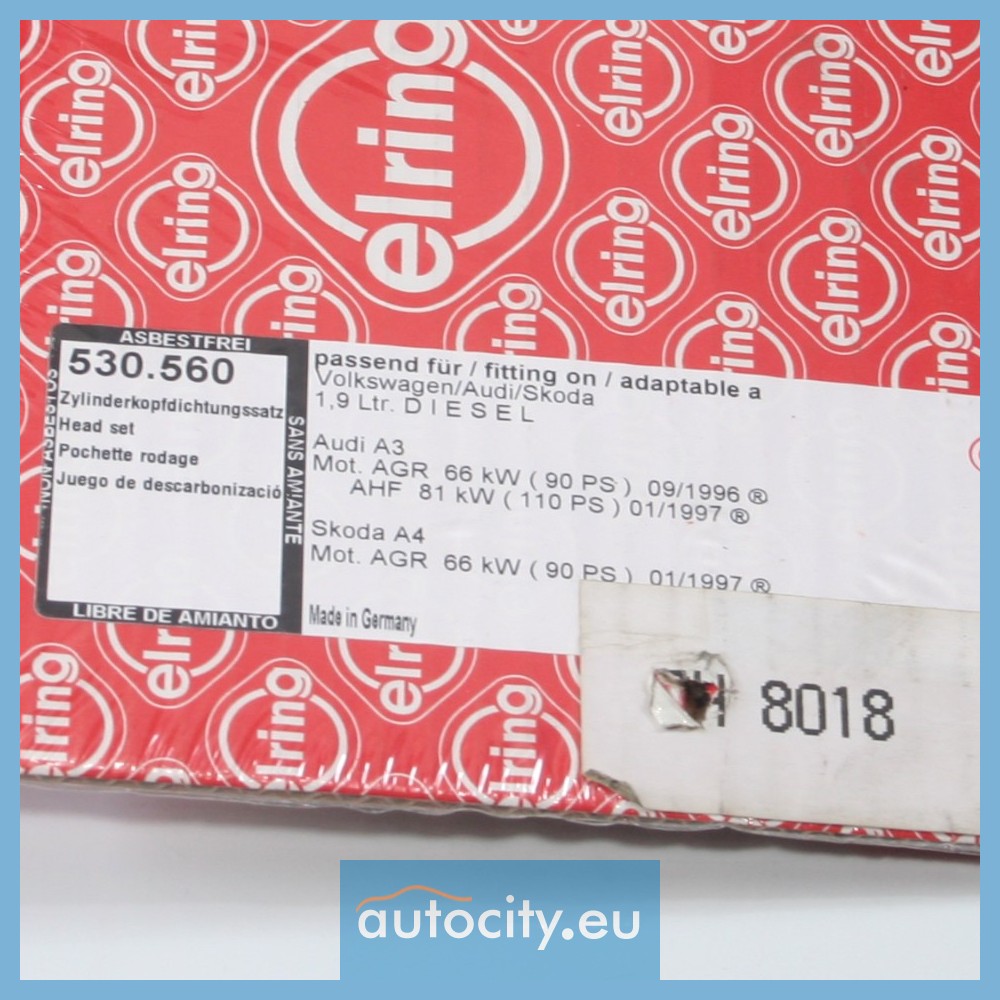 elring
ASBESTFREI
530.560
Zylinderkopfdichtungssatz
Head set
Pochette rodage
Juego de descarbonizació
NON ASBESTOS
SANS AMIANTE
LIBRE DE AMIANTO
passend für / fitting on / adaptable a
Volkswagen/Audi/Skoda
1,9 Ltr. D I E S E L
Audi A3
Mot. AGR 66 kW ( 90 PS ) 09/1996 ®
AHF 81 kW ( 110 PS ) 01/1997 ®
Skoda A4
Mot. AGR 66 kW ( 90 PS ) 01/1997 ®
Made in Germany
8018
autocity.eu